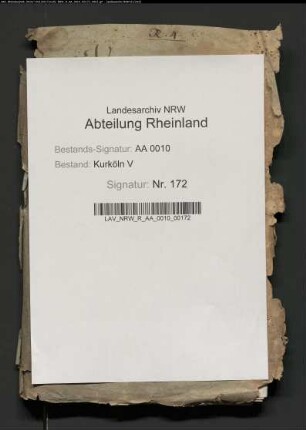 Landesarchiv NRW
Abteilung Rheinland
Bestands-Signatur: AA 0010
Bestand: Kurköln V
Signatur: Nr. 172
LAV_NRW_R_AA_0010_00172